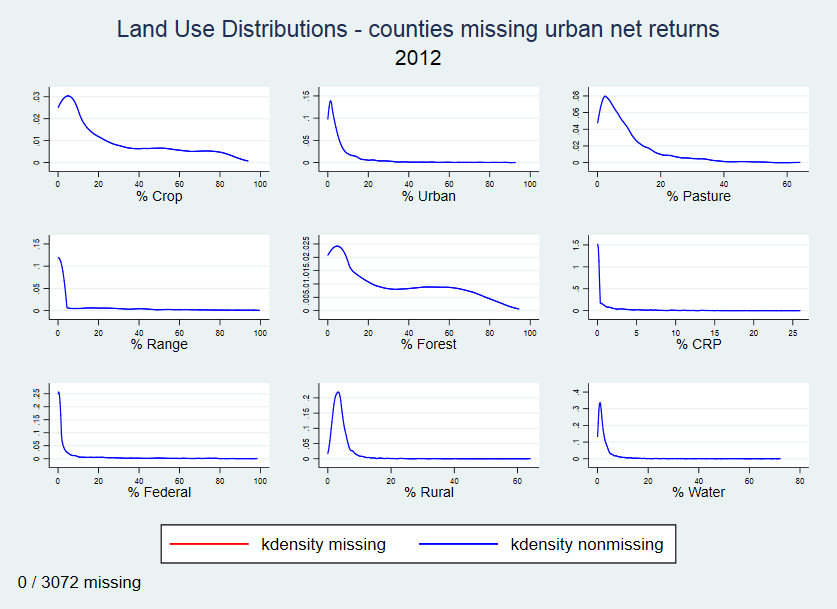 Land Use Distributions - counties missing urban net returns
2012
0 .01 .02 .03
0 20 40 60 80 100
% Crop
0 .05 .1 .15
0 20 40 60 80 100
% Urban
0 .02 .04 .06 .08
0 20 40 60
% Pasture
0 .05 .1 .15
0 20 40 60 80 100
% Range
0 .005 .01 .015 .02 .025
0 20 40 60 80 100
% Forest
0 .5 1 1.5
0 5 10 15 20 25
% CRP
0 .05 .1 .15 .2 .25
0 20 40 60 80 100
% Federal
0 .05 .1 .15 .2
0 20 40 60
% Rural
0 .1 .2 .3 .4
0 20 40 60 80
% Water
kdensity missing kdensity nonmissing
0 / 3072 missing